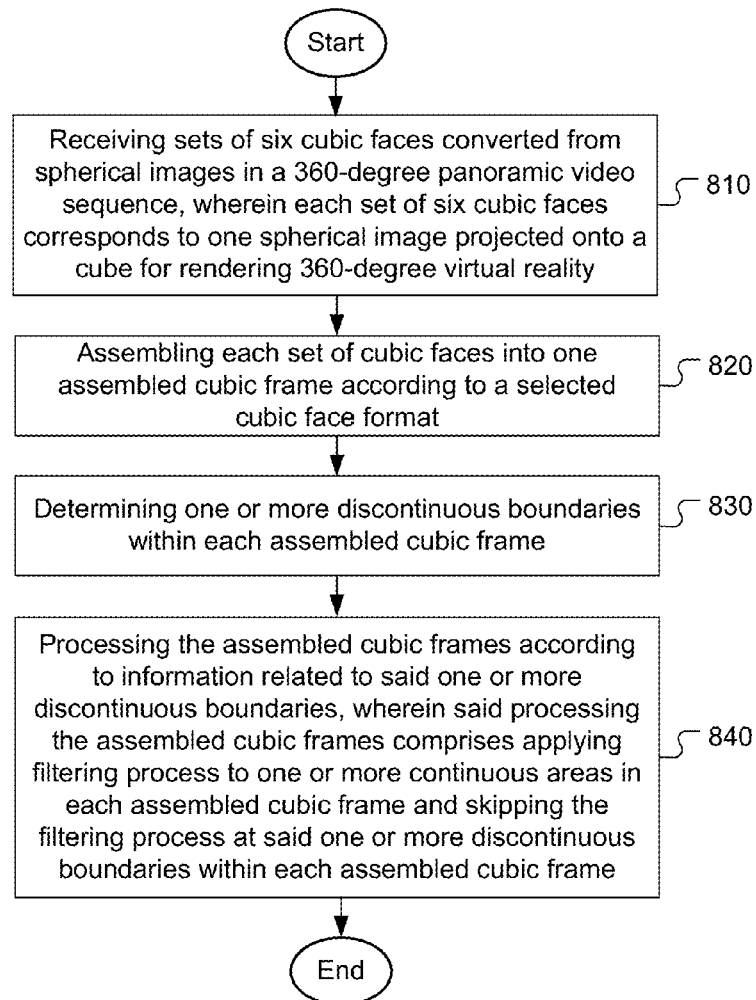 Start
Receiving sets of six cubic faces converted from
spherical images in a 360-degree panoramic video
sequence, wherein each set of six cubic faces
corresponds to one spherical image projected onto a
cube for rendering 360-degree virtual reality
810
Assembling each set of cubic faces into one
assembled cubic frame according to a selected
cubic face format
820
Determining one or more discontinuous boundaries
within each assembled cubic frame
830
Processing the assembled cubic frames according
to information related to said one or more
discontinuous boundaries, wherein said processing
the assembled cubic frames comprises applying
filtering process to one or more continuous areas in
each assembled cubic frame and skipping the
filtering process at said one or more discontinuous
boundaries within each assembled cubic frame
840
End